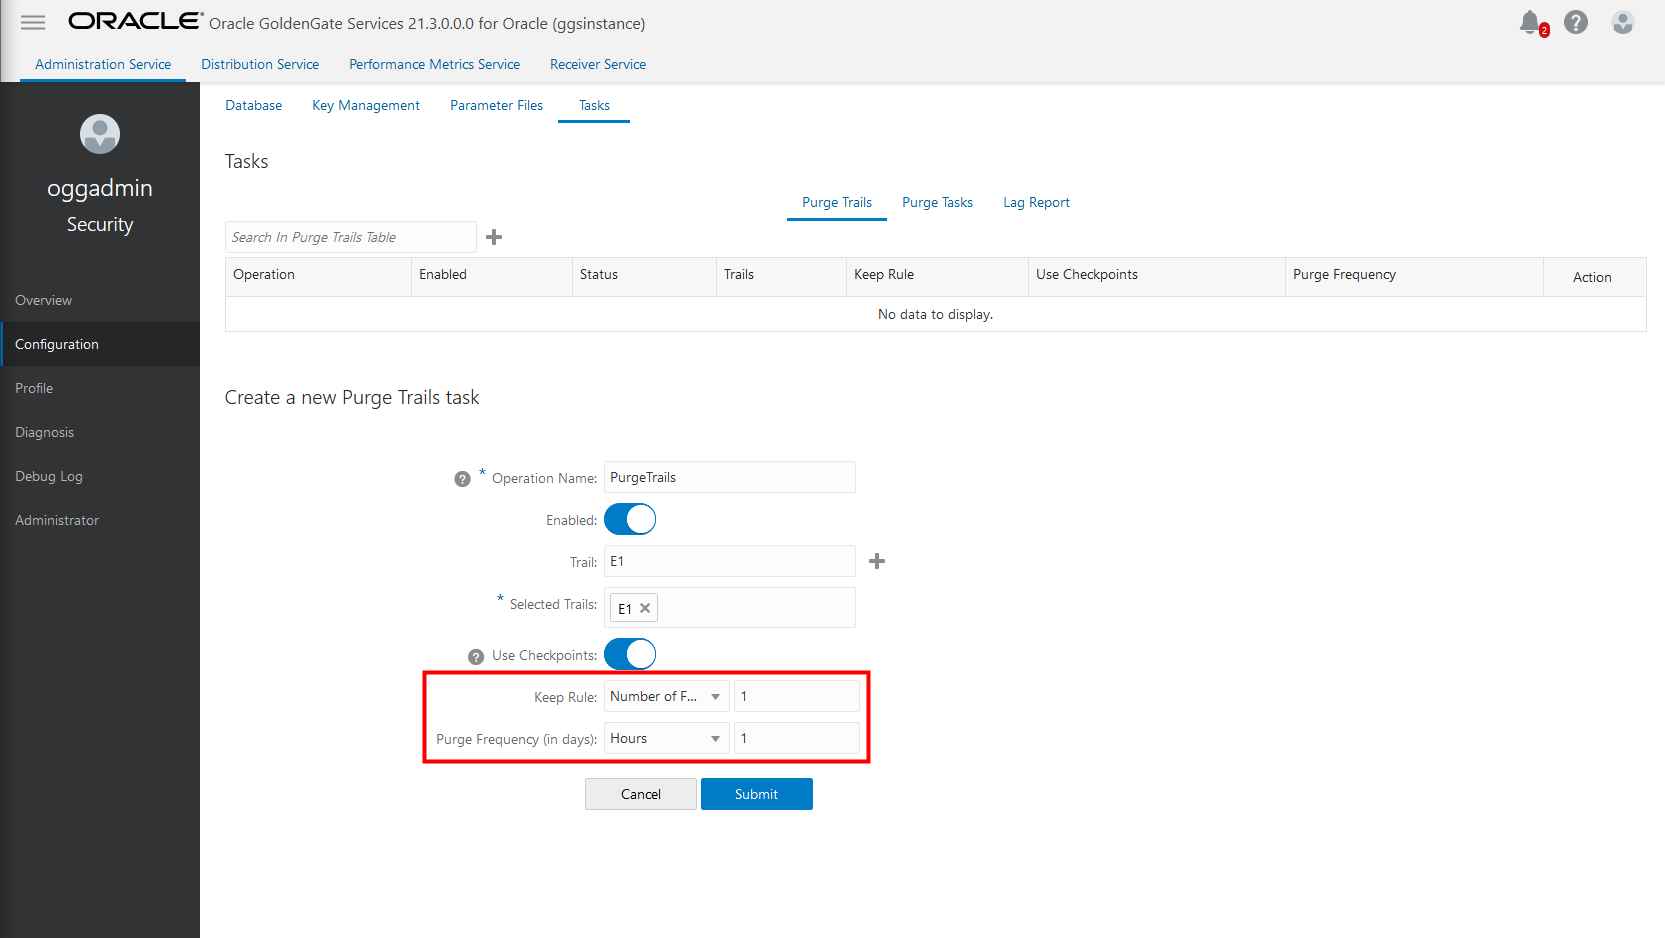 ORACLE Oracle GoldenGate Services 21.3.0.0.0 for Oracle (ggsinstance)
2
?
Administration Service Distribution Service Performance Metrics Service Receiver Service
oggadmin
Security
Overview
Configuration
Profile
Diagnosis
Debug Log
Administrator
Database Key Management Parameter Files Tasks
Tasks
Purge Trails Purge Tasks Lag Report
Search In Purge Trails Table
Operation Enabled Status Trails Keep Rule Use Checkpoints Purge Frequency Action
No data to display.
Create a new Purge Trails task
? * Operation Name: PurgeTrails
Enabled:
Trail: E1
* Selected Trails: E1
? Use Checkpoints:
Keep Rule: Number of F... 1
Purge Frequency (in days): Hours 1
Cancel Submit